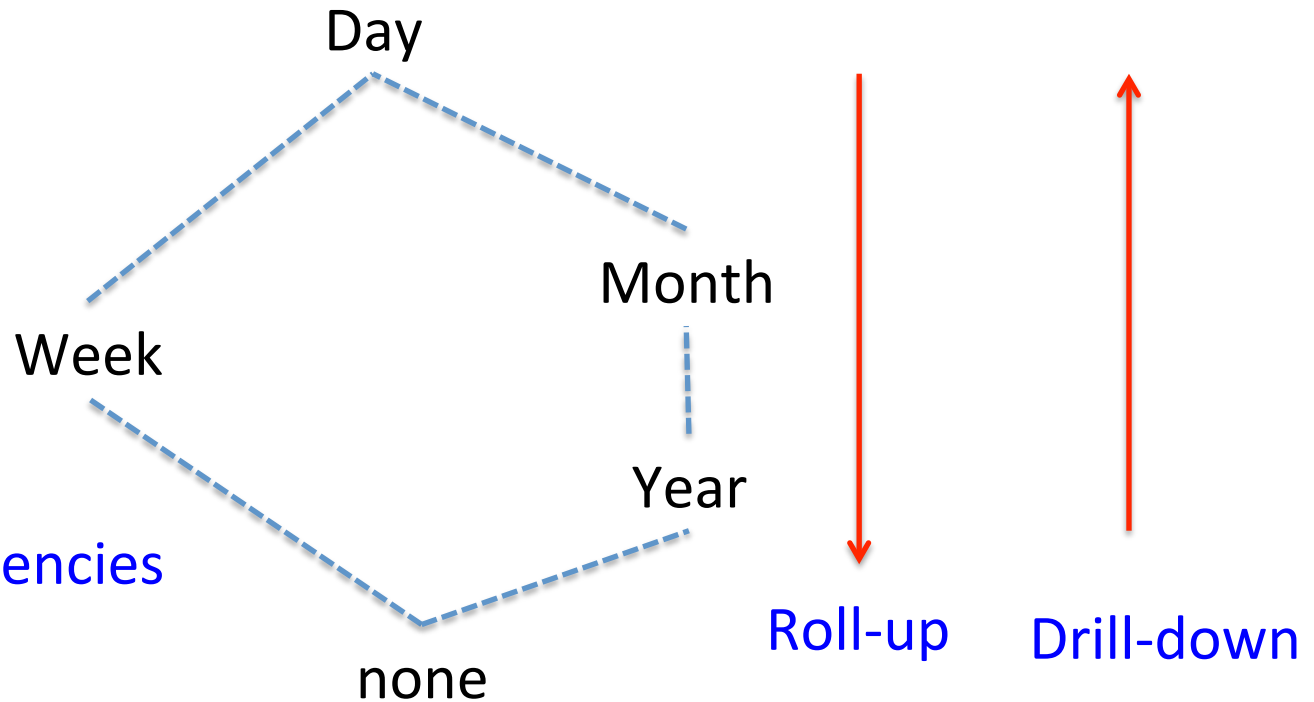 Day
Month
Week
Year
encies
none
Roll-up
Drill-down